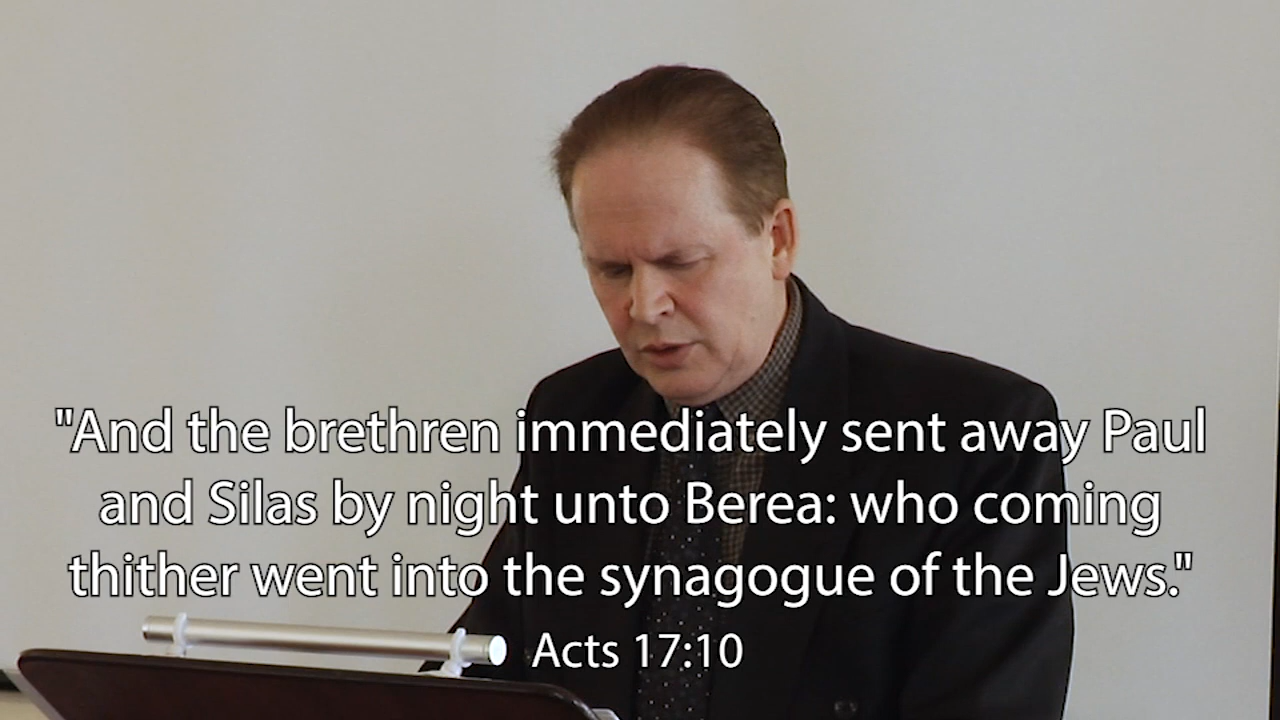 "And the brethren immediately sent away Paul
and Silas by night unto Berea: who coming
thither went into the synagogue of the Jews."
Acts 17:10